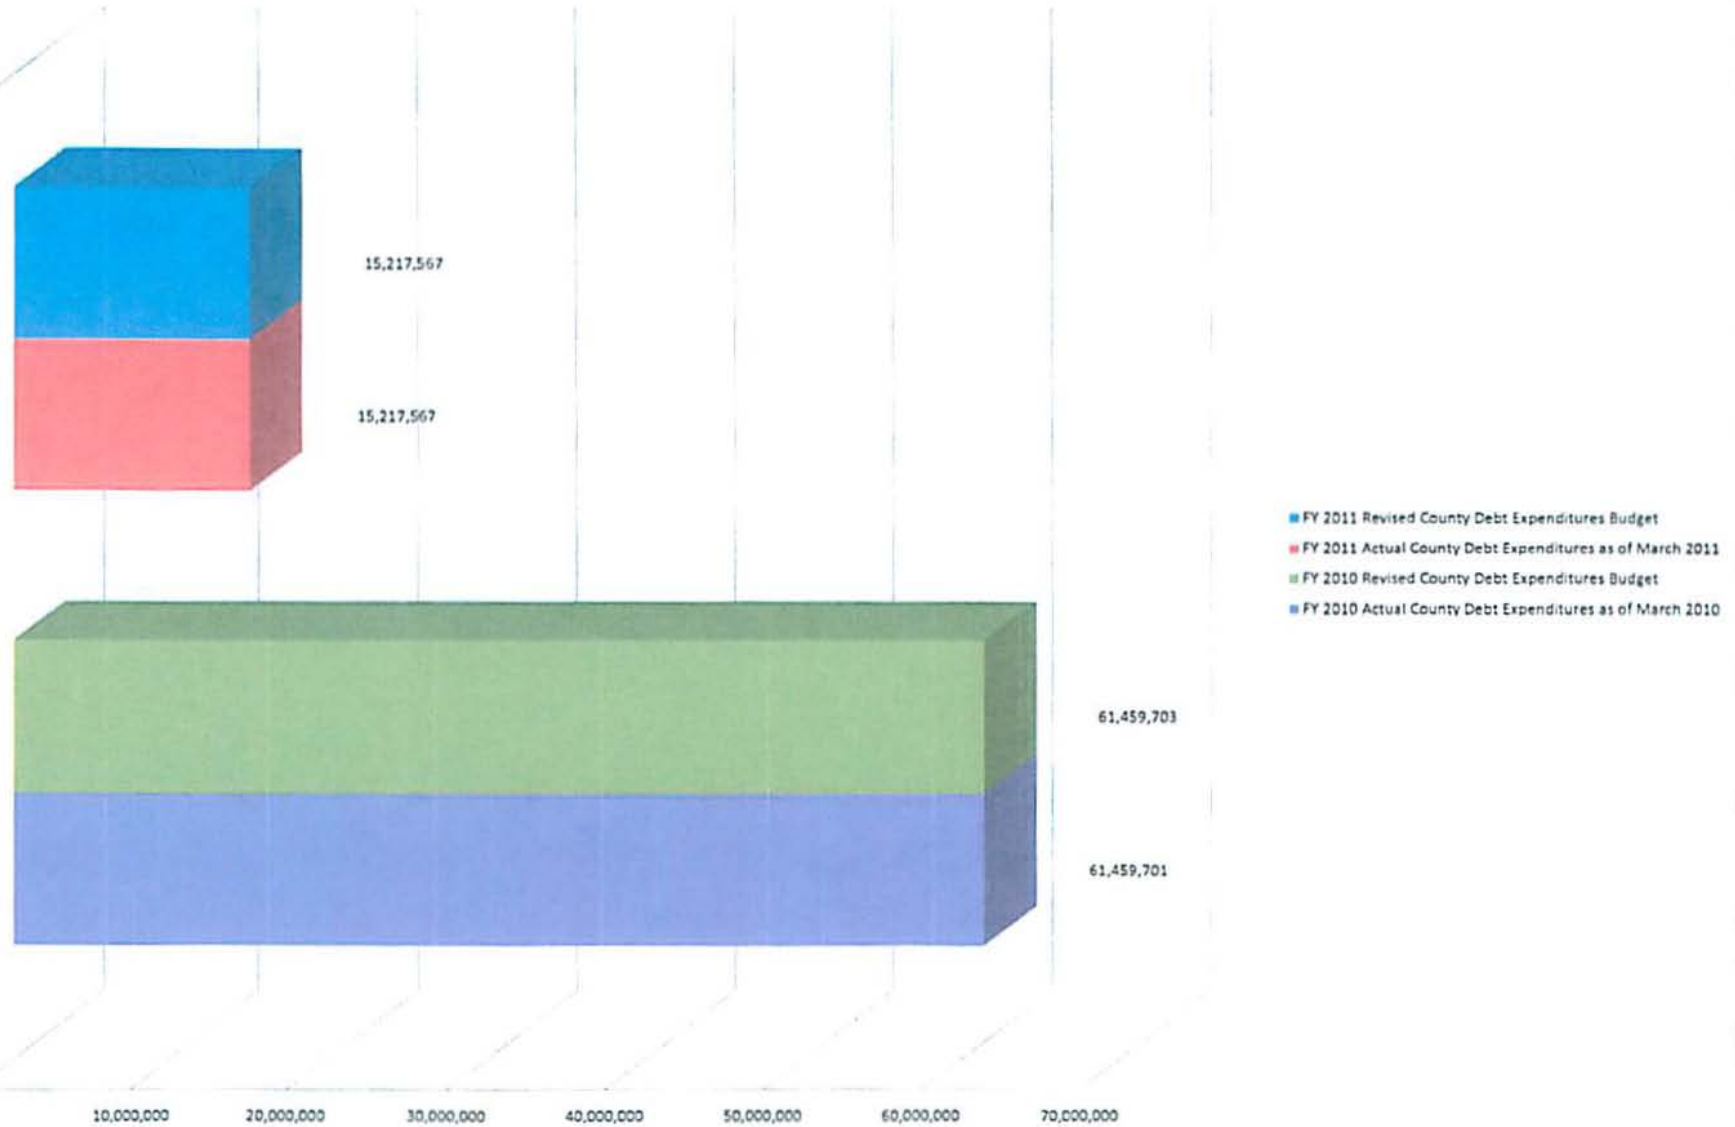 15,217,567
15,217,567
FY 2011 Revised County Debt Expenditures Budget
FY 2011 Actual County Debt Expenditures as of March 2011
FY 2010 Revised County Debt Expenditures Budget
FY 2010 Actual County Debt Expenditures as of March 2010
61,459,703
61,459,701
10,000,000 20,000,000 30,000,000 40,000,000 50,000,000 60,000,000 70,000,000